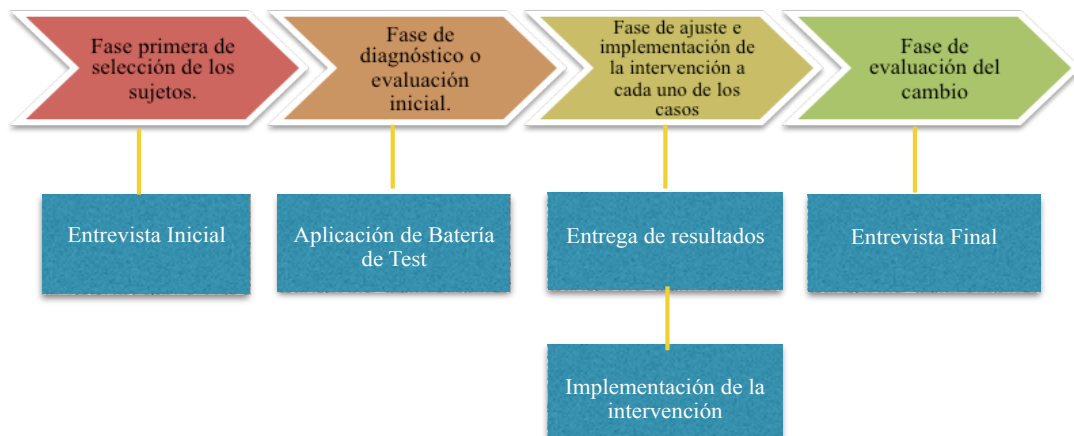 Fase primera de
selección de los
sujetos.
Fase de
diagnóstico o
evaluación
inicial.
Fase de ajuste e
implementación de
la intervención a
cada uno de los
casos
Fase de
evaluación del
cambio
Entrevista Inicial
Aplicación de Batería
de Test
Entrega de resultados
Entrevista Final
Implementación de la
intervención